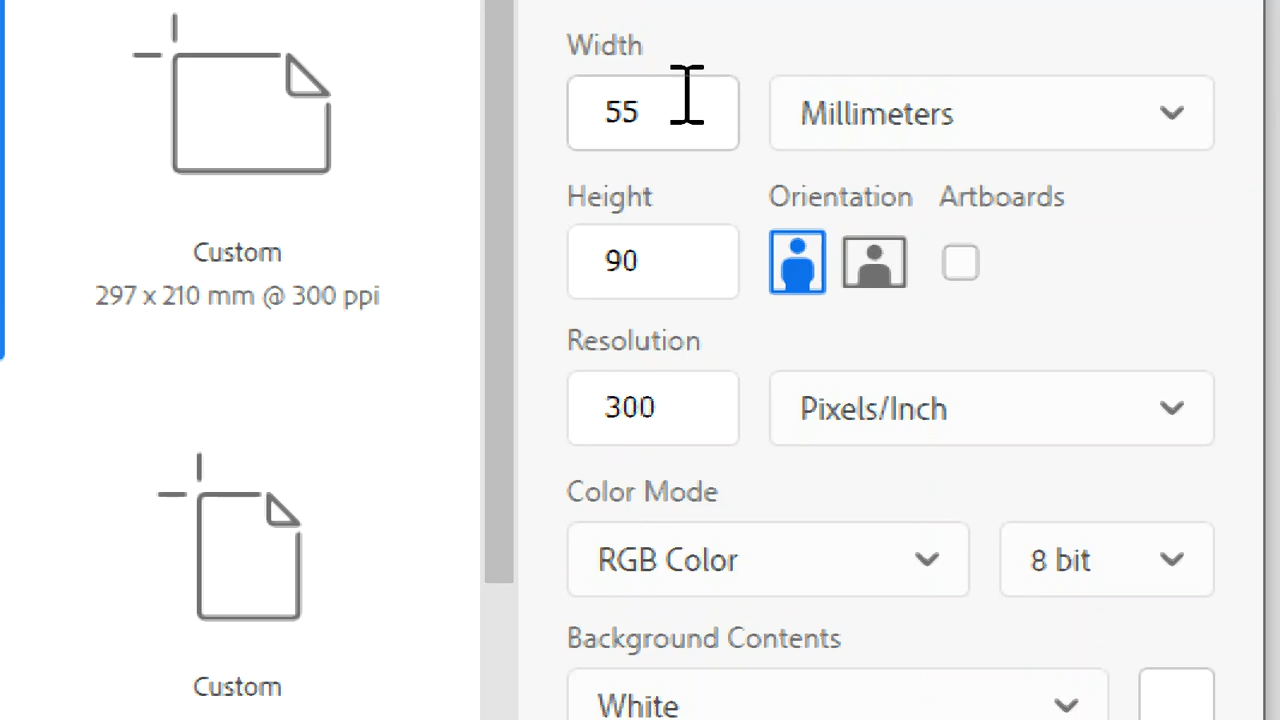 Custom
297 x 210 mm @ 300 ppi
Custom
Width
55 Millimeters
Height Orientation Artboards
90
Resolution
300 Pixels/Inch
Color Mode
RGB Color 8 bit
Background Contents
White